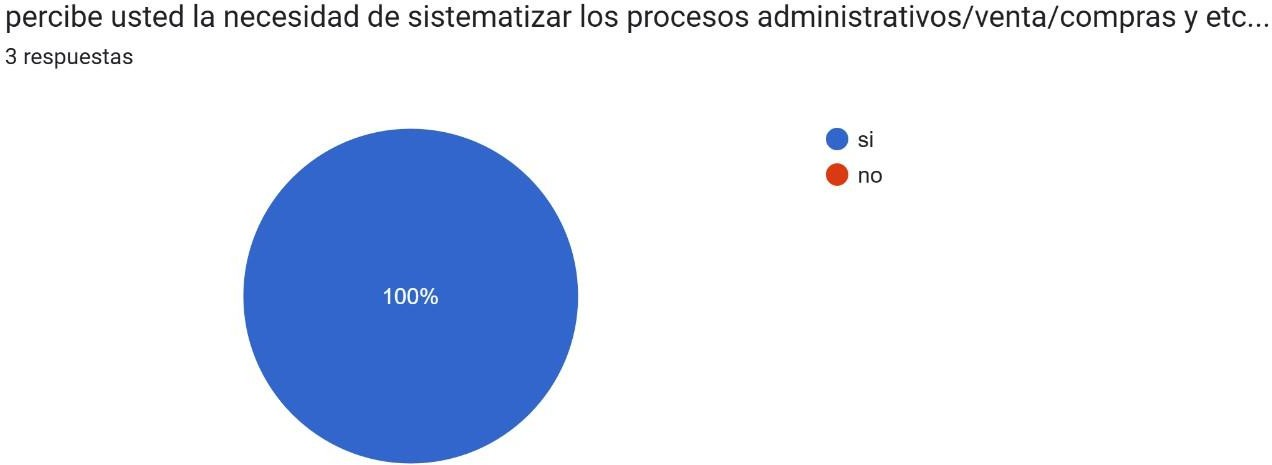 percibe usted la necesidad de sistematizar los procesos administrativos/venta/compras y etc...
3 respuestas
si
no
100%